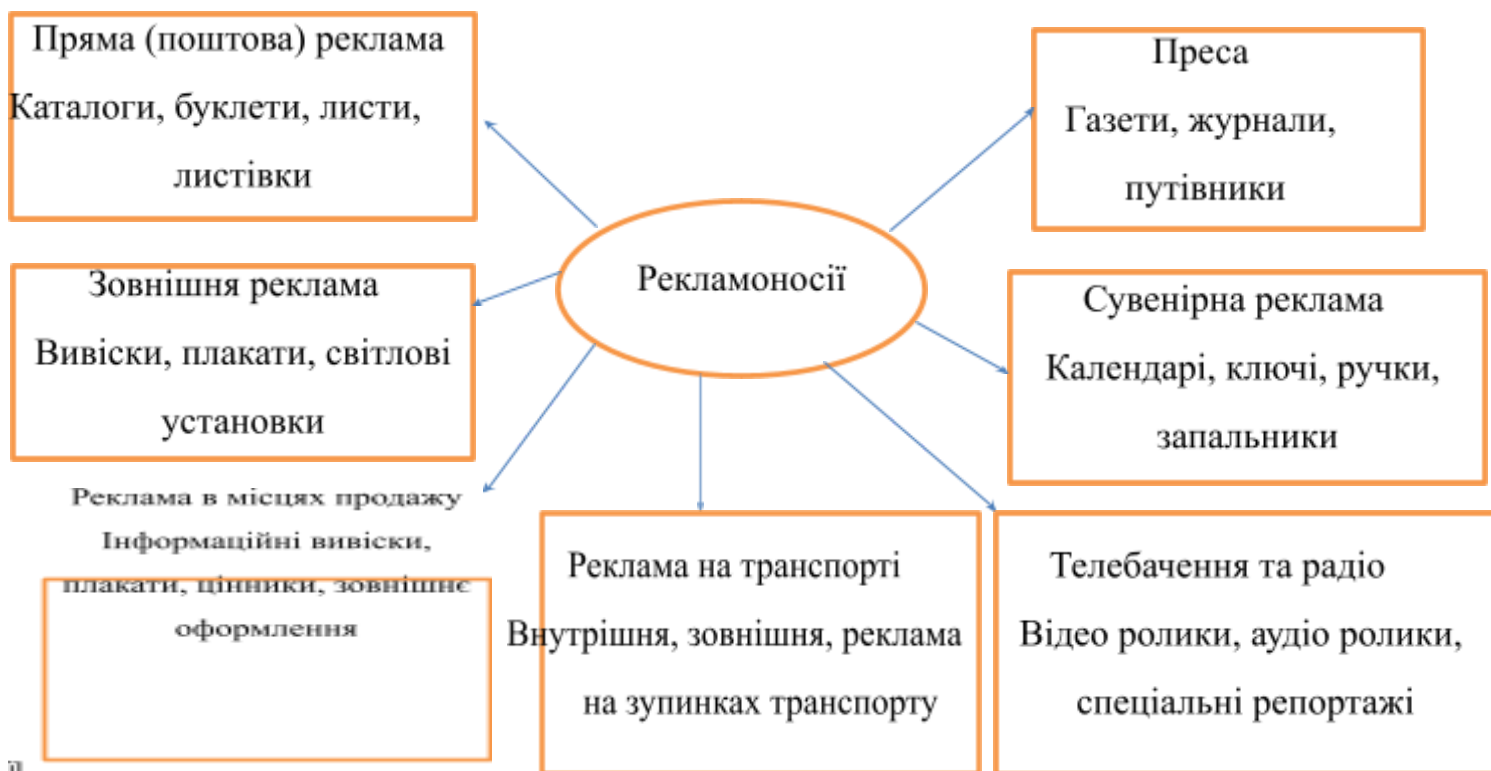 Пряма (поштова) реклама
Каталоги, буклети, листи,
листівки
Преса
Газети, журнали,
путівники
Рекламоносії
Зовнішня реклама
Вивіски, плакати, світлові
установки
Сувенірна реклама
Календарі, ключі, ручки,
запальники
Реклама в місцях продажу
Інформаційні вивіски,
плакати, цінники, зовнішнє
оформлення
Реклама на транспорті
Внутрішня, зовнішня, реклама
на зупинках транспорту
Телебачення та радіо
Відео ролики, аудіо ролики,
спеціальні репортажі